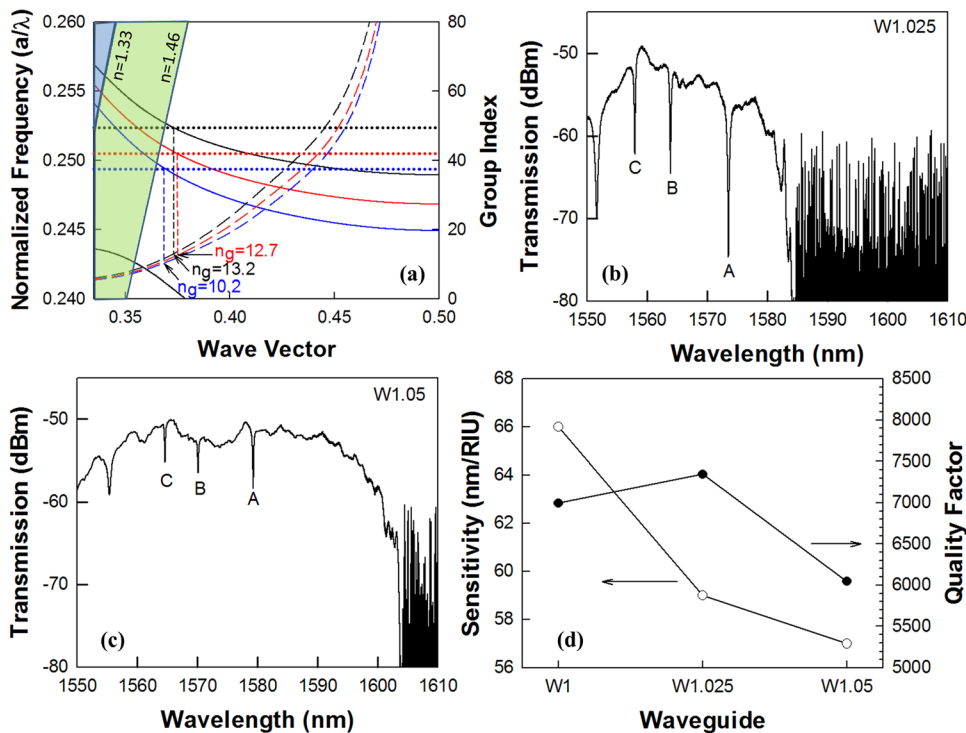 0.260
0.255
0.250
0.245
0.240
Normalized Frequency (a/λ)
n=1.33
n=1.46
80
60
40
20
0
Group Index
ng=12.7
ng=13.2
ng=10.2
(a)
0.35
0.40
0.45
0.50
Wave Vector
W1.025
-50
-60
-70
-80
Transmission (dBm)
C
B
A
(b)
1550
1560
1570
1580
1590
1600
1610
Wavelength (nm)
W1.05
-50
-60
-70
-80
Transmission (dBm)
C
B
A
(c)
1550
1560
1570
1580
1590
1600
1610
Wavelength (nm)
68
66
64
62
60
58
56
Sensitivity (nm/RIU)
8500
8000
7500
7000
6500
6000
5500
5000
Quality Factor
(d)
W1
W1.025
W1.05
Waveguide